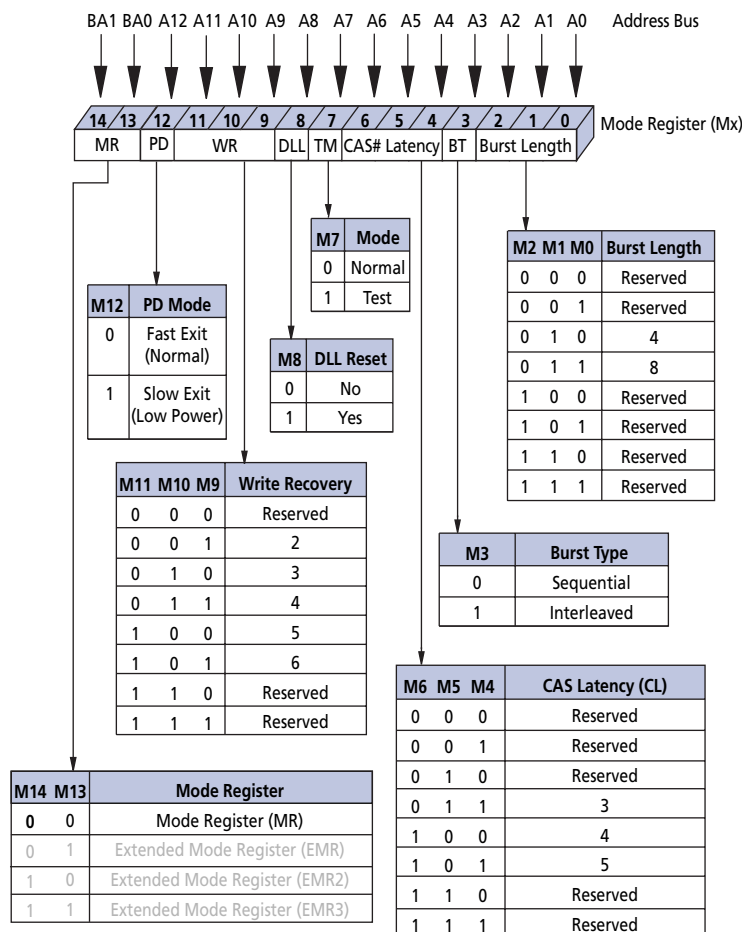 BA1 BA0 A12 A11 A10 A9 A8 A7 A6 A5 A4 A3 A2 A1 A0 Address Bus
14 13 12 11 10 9 8 7 6 5 4 3 2 1 0 Mode Register (Mx)
MR PD WR DLL TM CAS# Latency BT Burst Length
M7 Mode
0 Normal
1 Test
M2 M1 M0 Burst Length
0 0 0 Reserved
0 0 1 Reserved
0 1 0 4
0 1 1 8
1 0 0 Reserved
1 0 1 Reserved
1 1 0 Reserved
1 1 1 Reserved
M12 PD Mode
0 Fast Exit
(Normal)
1 Slow Exit
(Low Power)
M8 DLL Reset
0 No
1 Yes
M11 M10 M9 Write Recovery
0 0 0 Reserved
0 0 1 2
0 1 0 3
0 1 1 4
1 0 0 5
1 0 1 6
1 1 0 Reserved
1 1 1 Reserved
M3 Burst Type
0 Sequential
1 Interleaved
M6 M5 M4 CAS Latency (CL)
0 0 0 Reserved
0 0 1 Reserved
0 1 0 Reserved
0 1 1 3
1 0 0 4
1 0 1 5
1 1 0 Reserved
1 1 1 Reserved
M14 M13 Mode Register
0 0 Mode Register (MR)
0 1 Extended Mode Register (EMR)
1 0 Extended Mode Register (EMR2)
1 1 Extended Mode Register (EMR3)